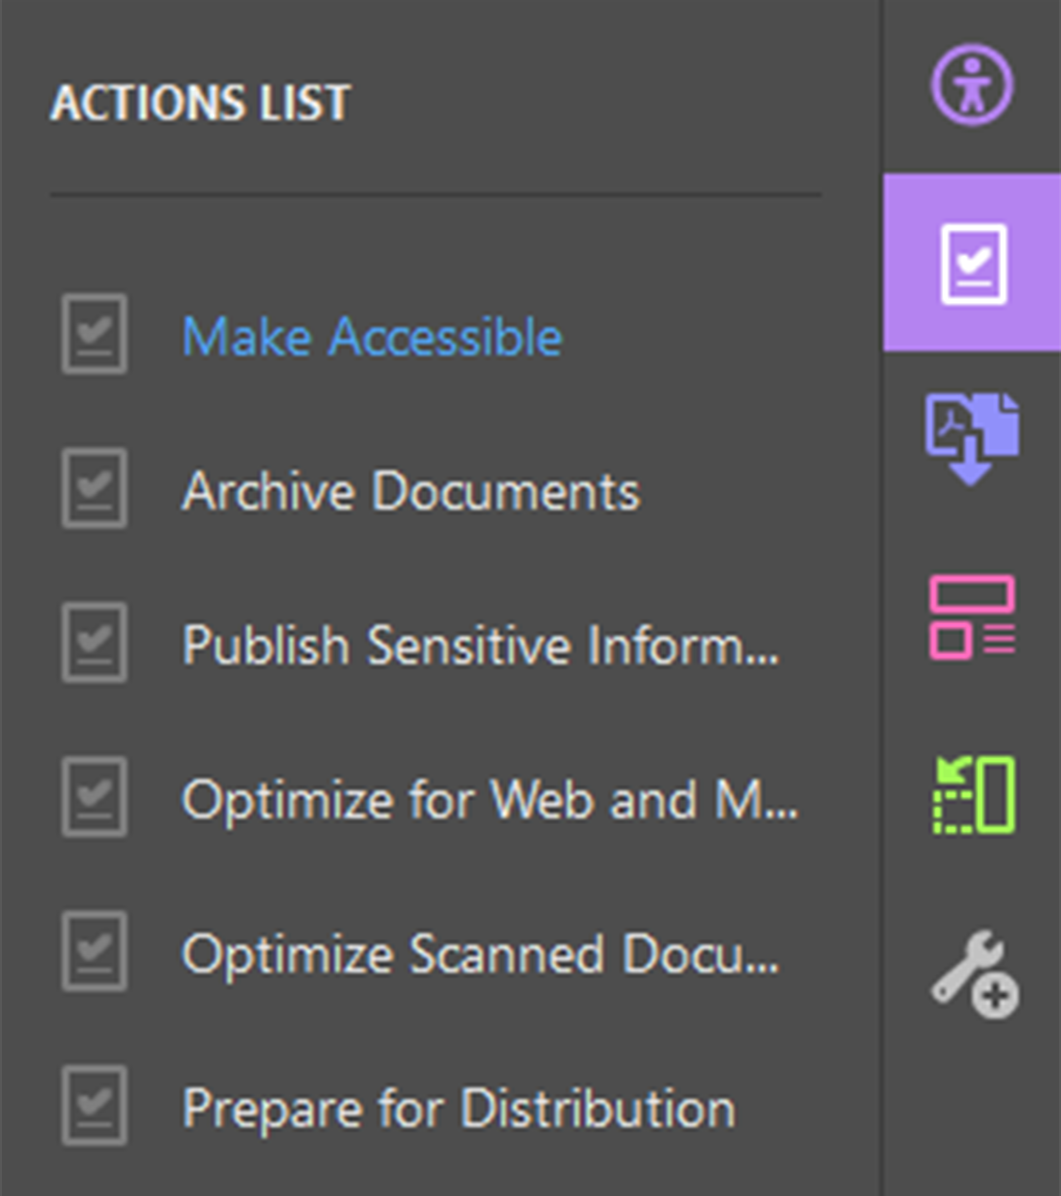 ACTIONS LIST
Make Accessible
Archive Documents
Publish Sensitive Inform...
Optimize for Web and M...
Optimize Scanned Docu...
Prepare for Distribution